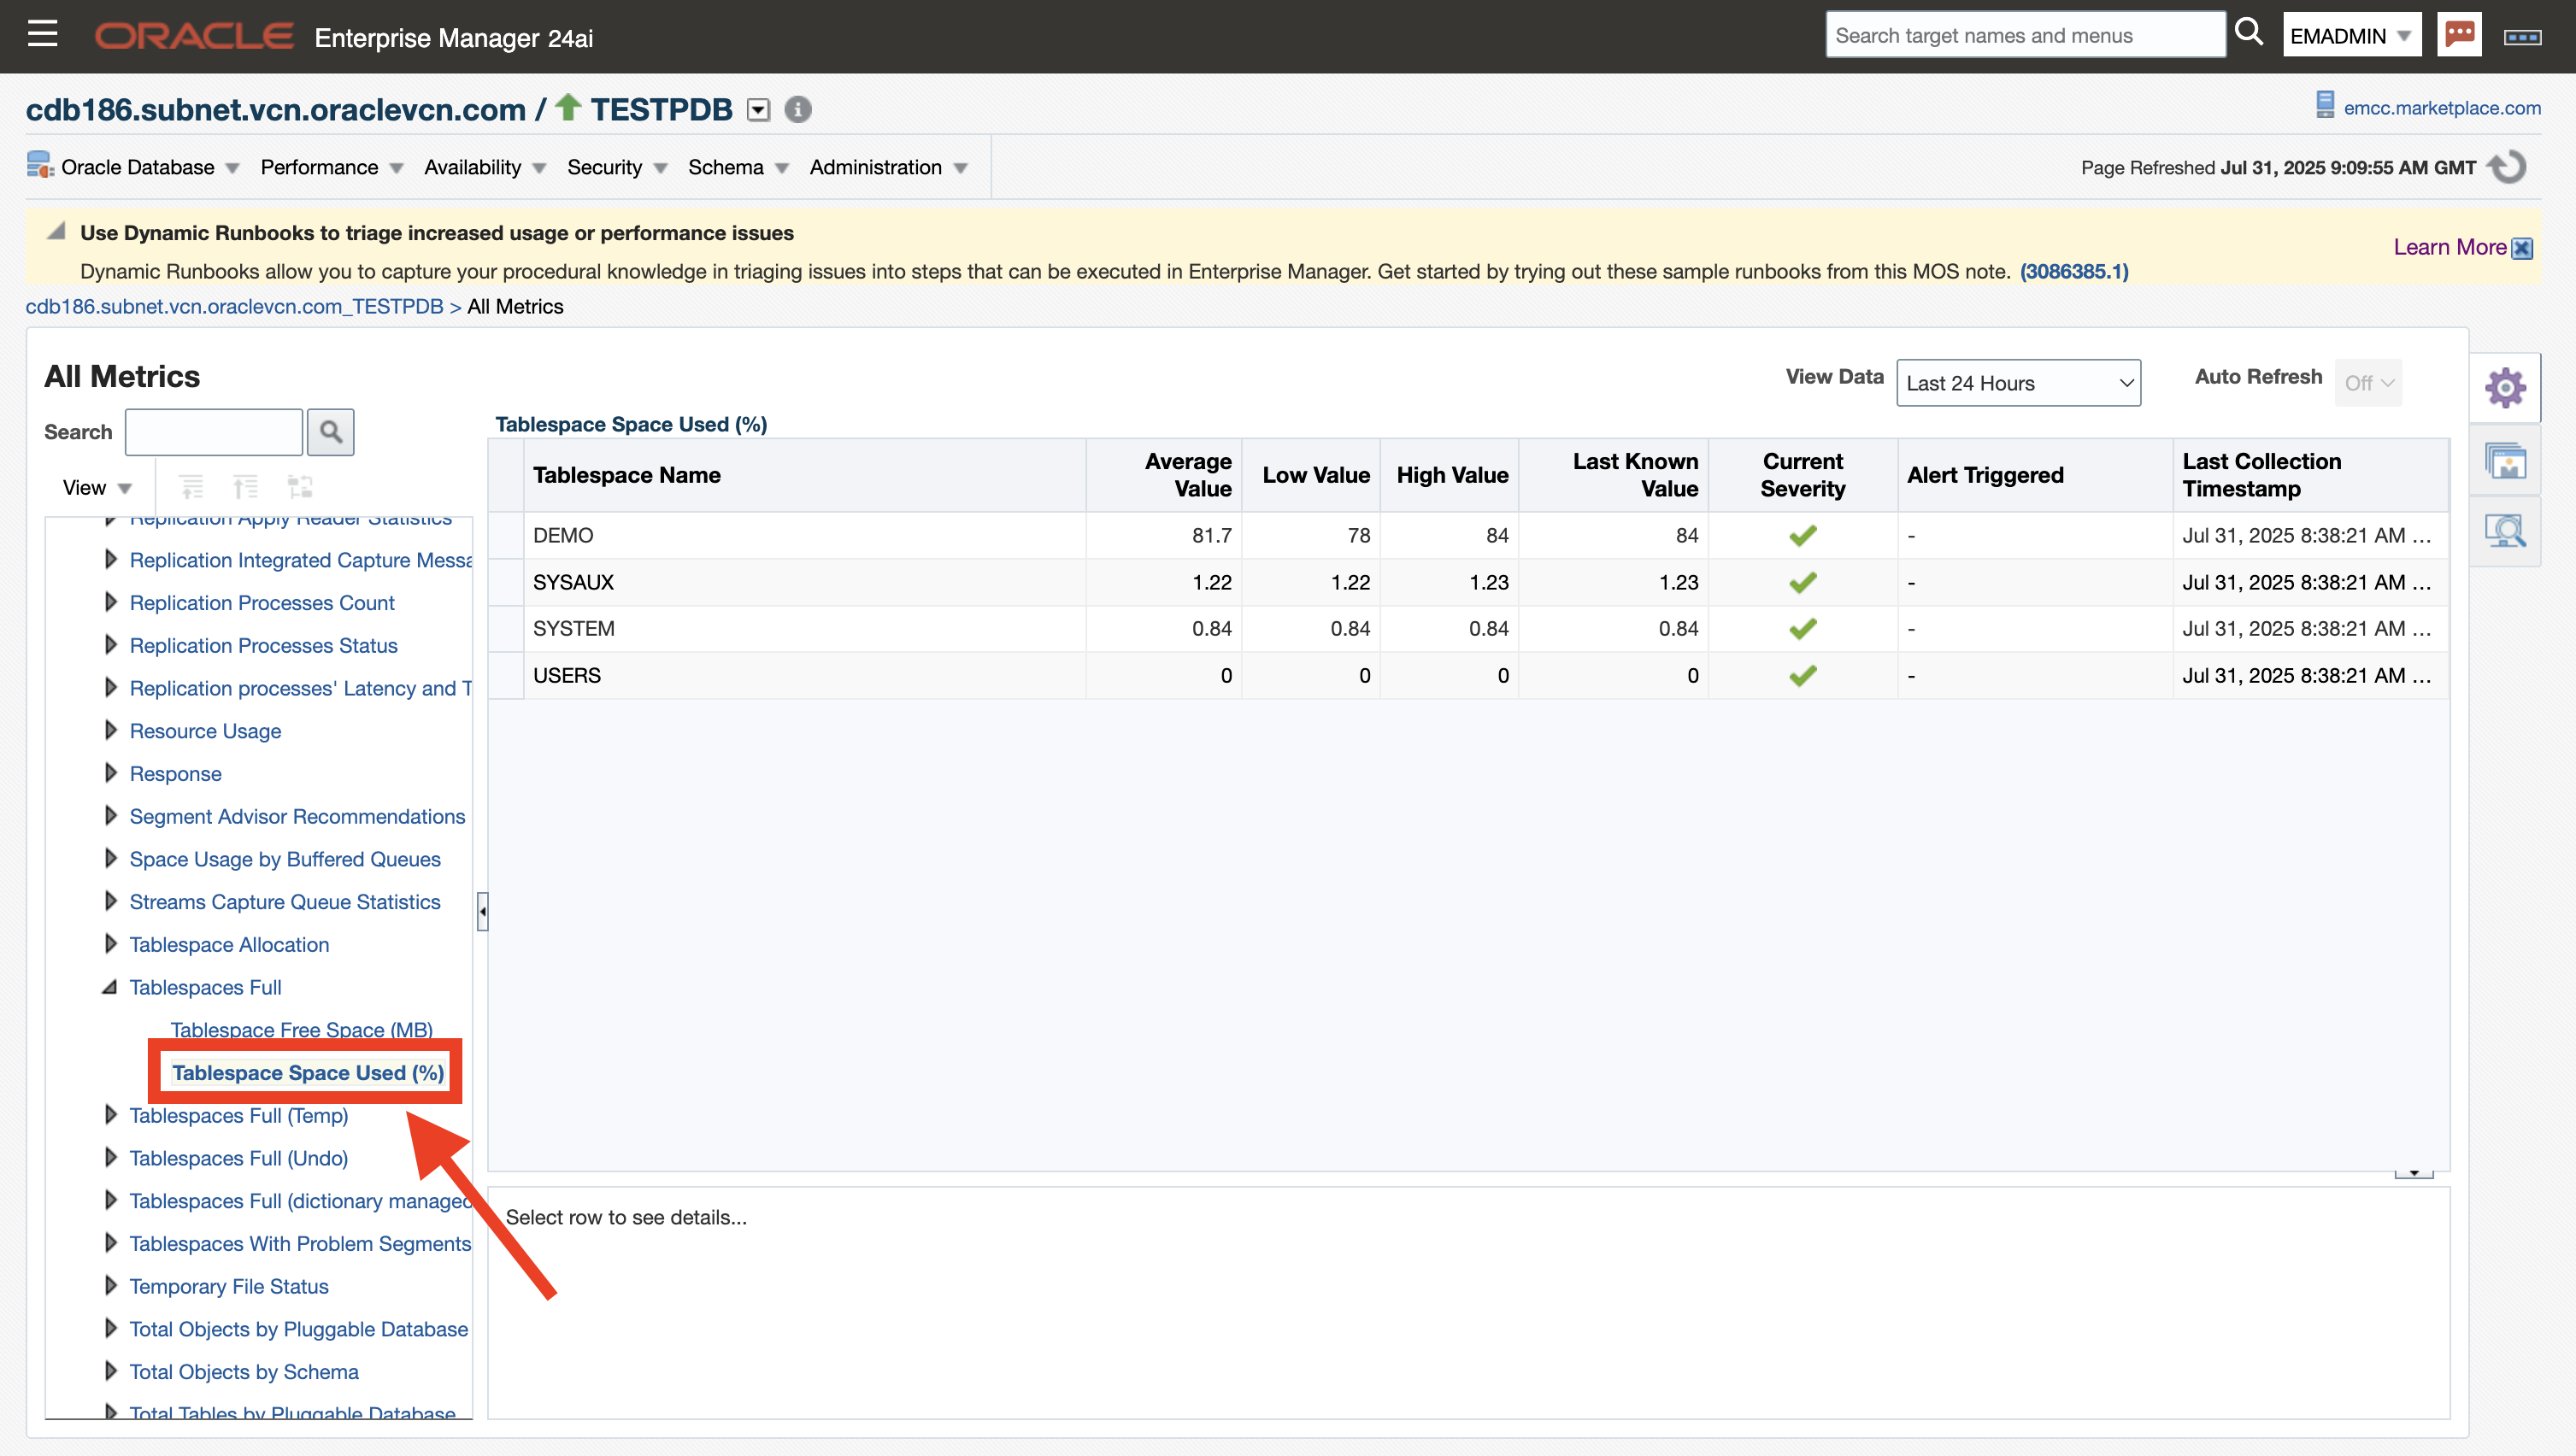 ORACLE Enterprise Manager 24ai
Search target names and menus
EMADMIN
cdb186.subnet.vcn.oraclevcn.com / TESTPDB
emcc.marketplace.com
Oracle Database Performance Availability Security Schema Administration
Page Refreshed Jul 31, 2025 9:09:55 AM GMT
Use Dynamic Runbooks to triage increased usage or performance issues
Learn More
Dynamic Runbooks allow you to capture your procedural knowledge in triaging issues into steps that can be executed in Enterprise Manager. Get started by trying out these sample runbooks from this MOS note. (3086385.1)
cdb186.subnet.vcn.oraclevcn.com_TESTPDB > All Metrics
All Metrics
View Data Last 24 Hours Auto Refresh Off
Search
View
Replication Apply Reader Statistics
Replication Integrated Capture Messa
Replication Processes Count
Replication Processes Status
Replication processes' Latency and T
Resource Usage
Response
Segment Advisor Recommendations
Space Usage by Buffered Queues
Streams Capture Queue Statistics
Tablespace Allocation
Tablespaces Full
Tablespace Free Space (MB)
Tablespace Space Used (%)
Tablespaces Full (Temp)
Tablespaces Full (Undo)
Tablespaces Full (dictionary managed
Tablespaces With Problem Segments
Temporary File Status
Total Objects by Pluggable Database
Total Objects by Schema
Total Tables by Pluggable Database
Tablespace Space Used (%)
Tablespace Name Average Value Low Value High Value Last Known Value Current Severity Alert Triggered Last Collection Timestamp
DEMO 81.7 78 84 84 - Jul 31, 2025 8:38:21 AM ...
SYSAUX 1.22 1.22 1.23 1.23 - Jul 31, 2025 8:38:21 AM ...
SYSTEM 0.84 0.84 0.84 0.84 - Jul 31, 2025 8:38:21 AM ...
USERS 0 0 0 0 - Jul 31, 2025 8:38:21 AM ...
Select row to see details...